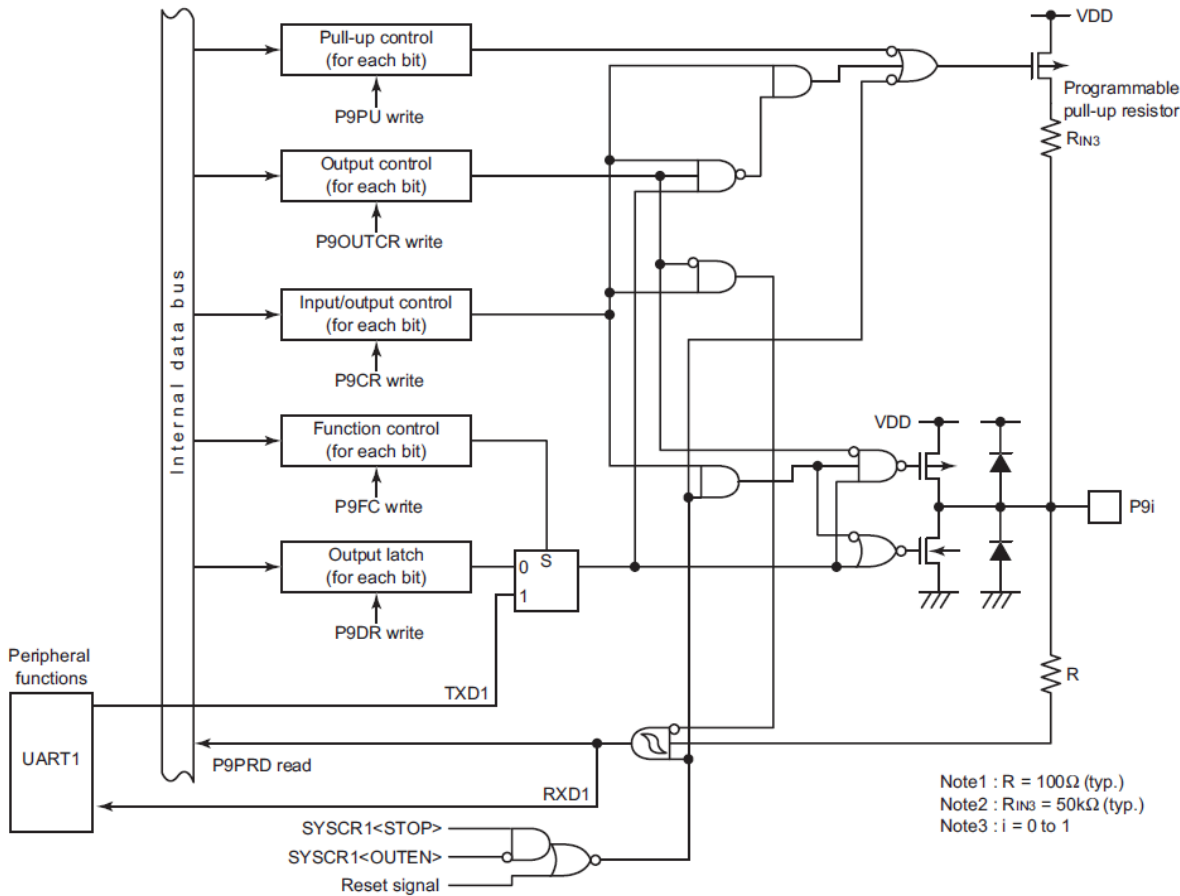 VDD
Pull-up control
(for each bit)
P9PU write
Programmable
pull-up resistor
RIN3
Output control
(for each bit)
P9OUTCR write
Internal data bus
Input/output control
(for each bit)
P9CR write
Function control
(for each bit)
P9FC write
VDD
P9i
Output latch
(for each bit)
P9DR write
S
0
1
Peripheral
functions
UART1
TXD1
R
P9PRD read
RXD1
SYSCR1<STOP>
SYSCR1<OUTEN>
Reset signal
Note1 : R = 100Ω (typ.)
Note2 : RIN3 = 50kΩ (typ.)
Note3 : i = 0 to 1